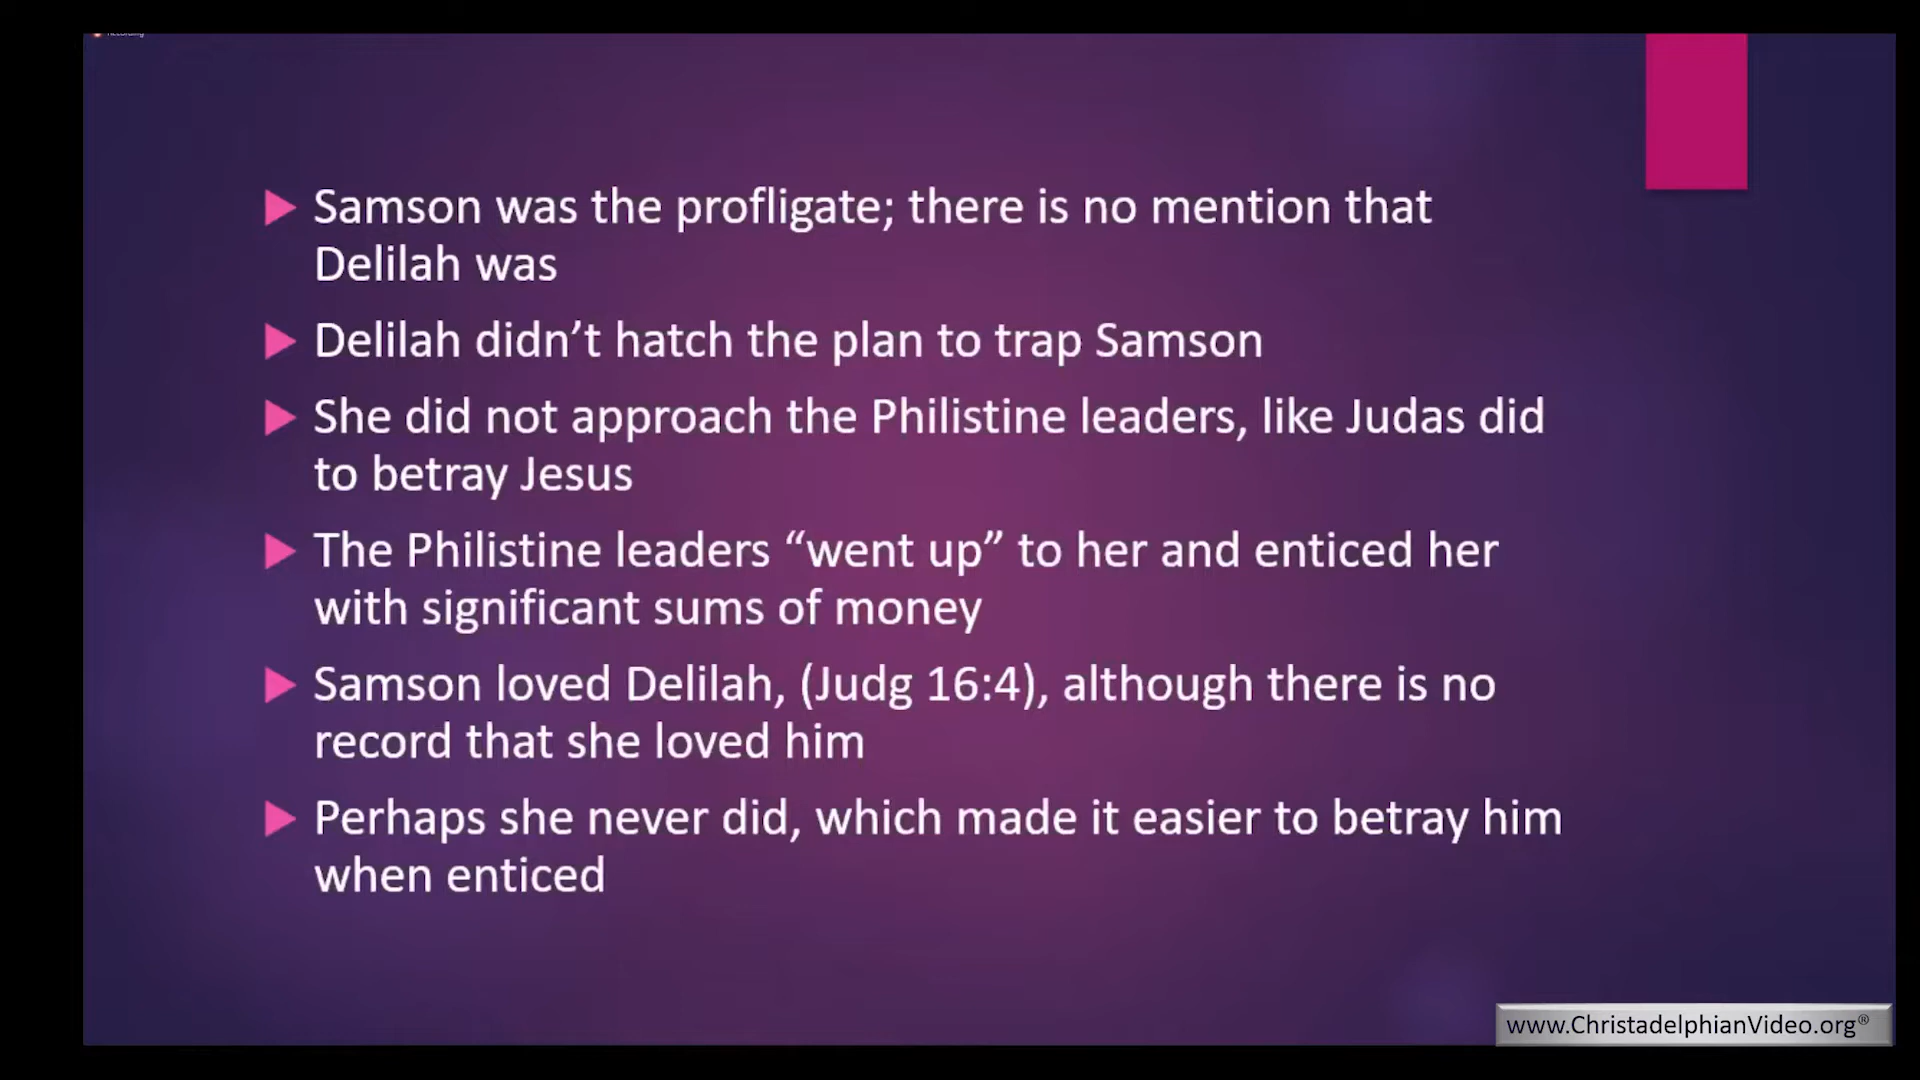 Recording
Samson was the profligate; there is no mention that
Delilah was
Delilah didn’t hatch the plan to trap Samson
She did not approach the Philistine leaders, like Judas did
to betray Jesus
The Philistine leaders “went up” to her and enticed her
with significant sums of money
Samson loved Delilah, (Judg 16:4), although there is no
record that she loved him
Perhaps she never did, which made it easier to betray him
when enticed
www.ChristadelphianVideo.org®